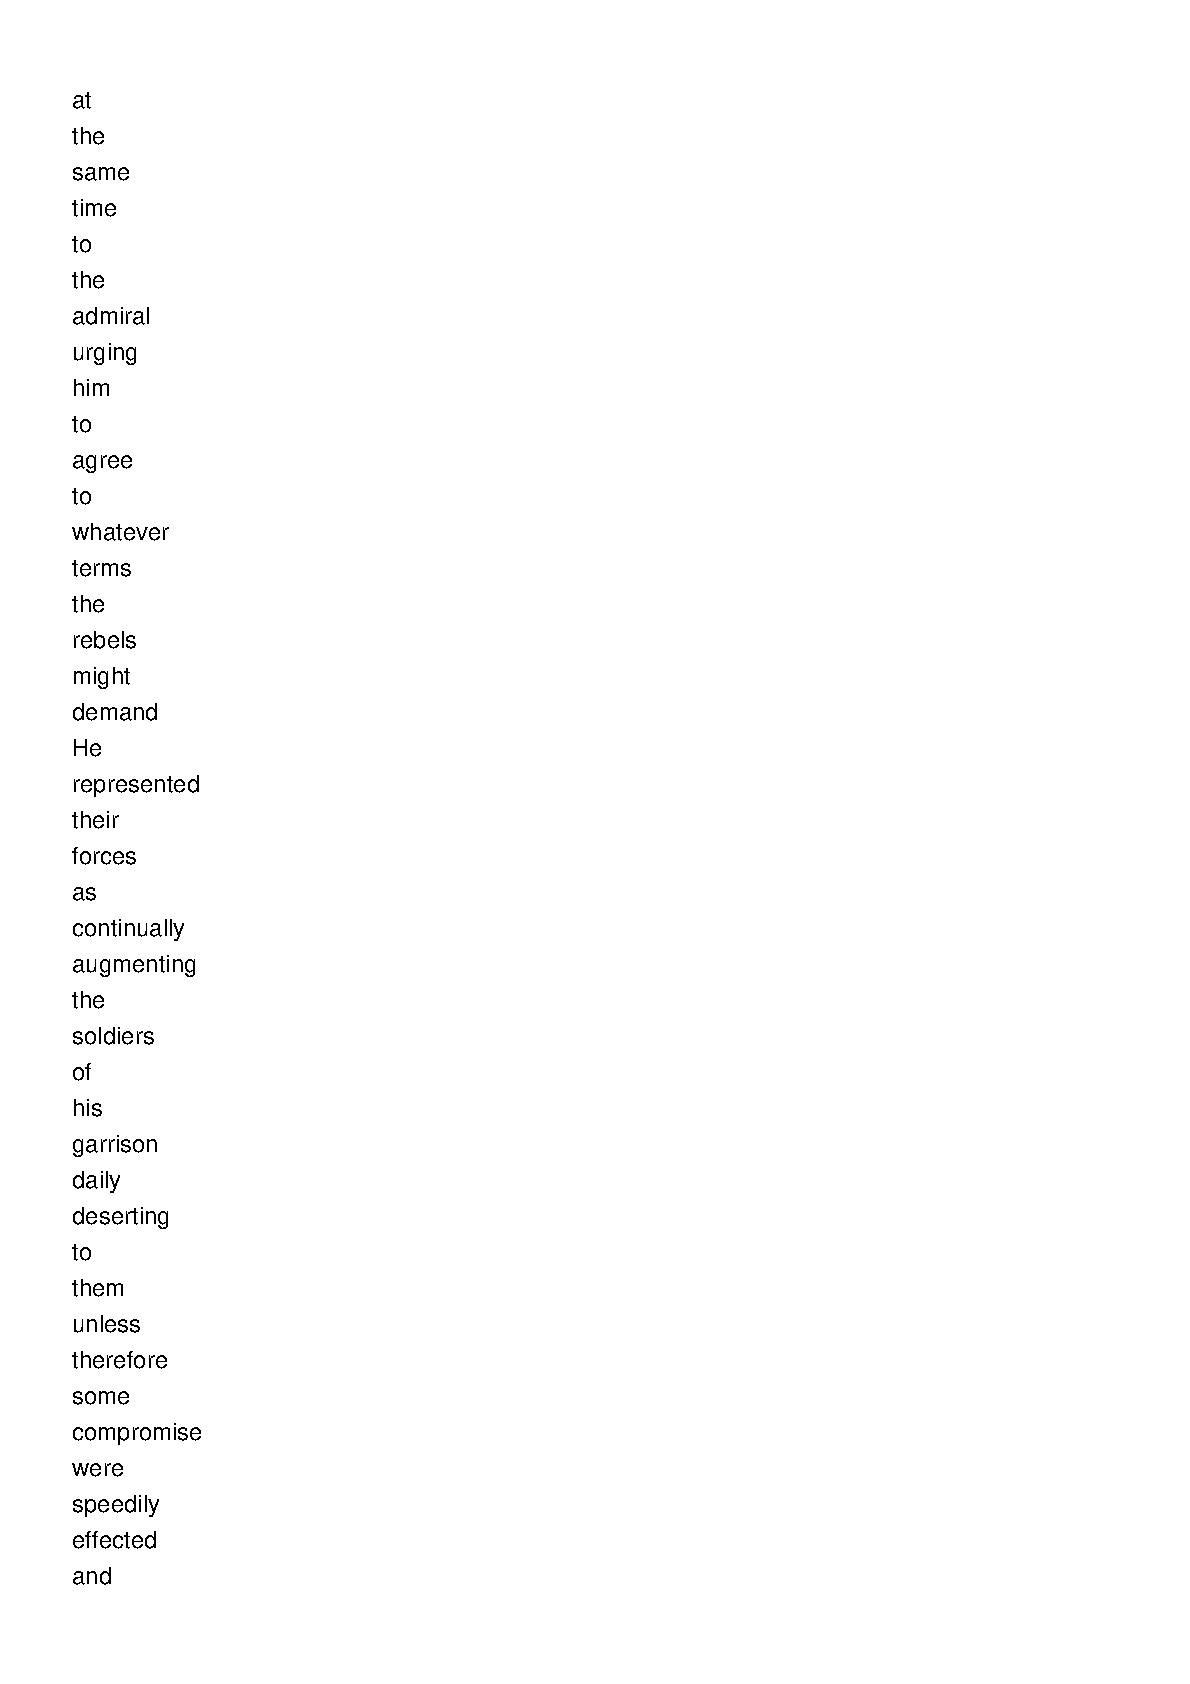 at
the
same
time
to
the
admiral
urging
him
to
agree
to
whatever
terms
the
rebels
might
demand
He
represented
their
forces
as
continually
augmenting
the
soldiers
of
his
garrison
daily
deserting
to
them
unless
therefore
some
compromise
were
speedily
effected
and